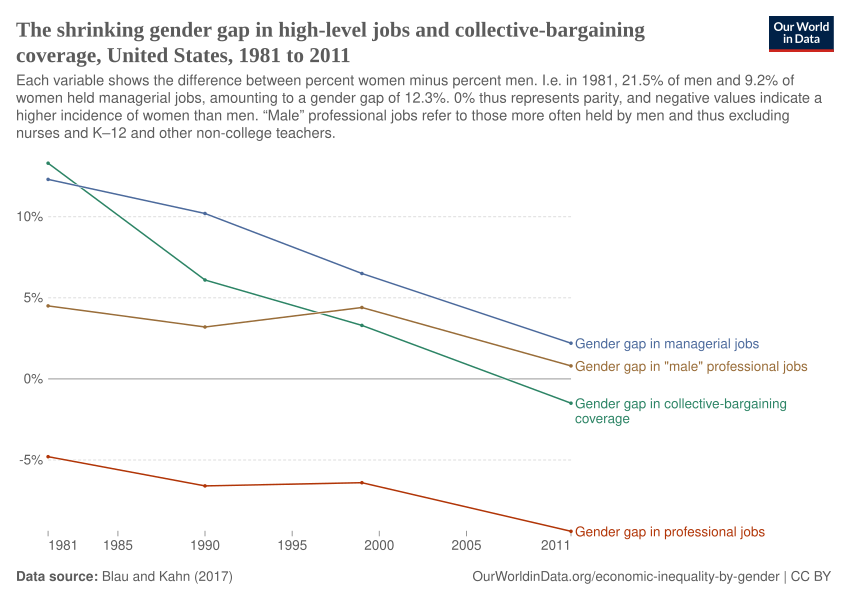 The shrinking gender gap in high-level jobs and collective-bargaining
coverage, United States, 1981 to 2011
Our World
in Data
Each variable shows the difference between percent women minus percent men. I.e. in 1981, 21.5% of men and 9.2% of
women held managerial jobs, amounting to a gender gap of 12.3%. 0% thus represents parity, and negative values indicate a
higher incidence of women than men. “Male” professional jobs refer to those more often held by men and thus excluding
nurses and K–12 and other non-college teachers.
10%
5%
0%
-5%
Gender gap in managerial jobs
Gender gap in "male" professional jobs
Gender gap in collective-bargaining
coverage
Gender gap in professional jobs
1981 1985 1990 1995 2000 2005 2011
Data source: Blau and Kahn (2017)
OurWorldinData.org/economic-inequality-by-gender | CC BY